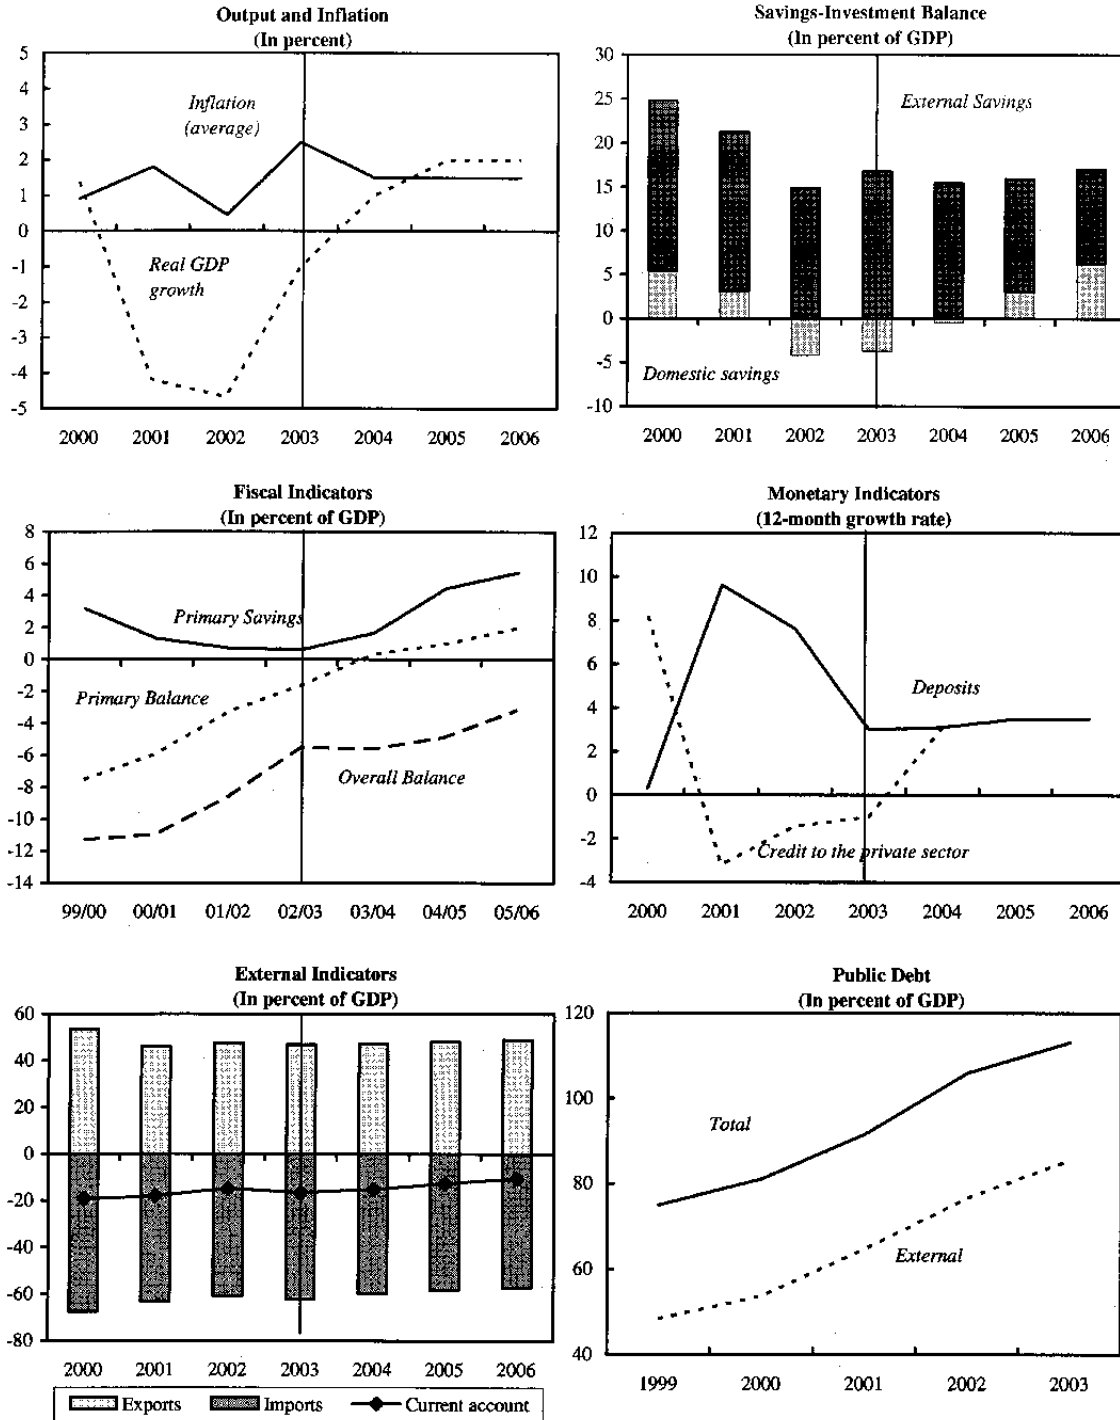 Output and Inflation
(In percent)
5
4
3
2
1
0
-1
-2
-3
-4
-5
Inflation
(average)
Real GDP
growth
2000 2001 2002 2003 2004 2005 2006
Savings-Investment Balance
(In percent of GDP)
30
25
20
15
10
5
0
-5
-10
External Savings
Domestic savings
2000 2001 2002 2003 2004 2005 2006
Fiscal Indicators
(In percent of GDP)
8
6
4
2
0
-2
-4
-6
-8
-10
-12
-14
Primary Savings
Primary Balance
Overall Balance
99/00 00/01 01/02 02/03 03/04 04/05 05/06
Monetary Indicators
(12-month growth rate)
12
10
8
6
4
2
0
-2
-4
Deposits
Credit to the private sector
2000 2001 2002 2003 2004 2005 2006
External Indicators
(In percent of GDP)
60
40
20
0
-20
-40
-60
-80
2000 2001 2002 2003 2004 2005 2006
Exports Imports Current account
Public Debt
(In percent of GDP)
120
100
80
60
40
Total
External
1999 2000 2001 2002 2003